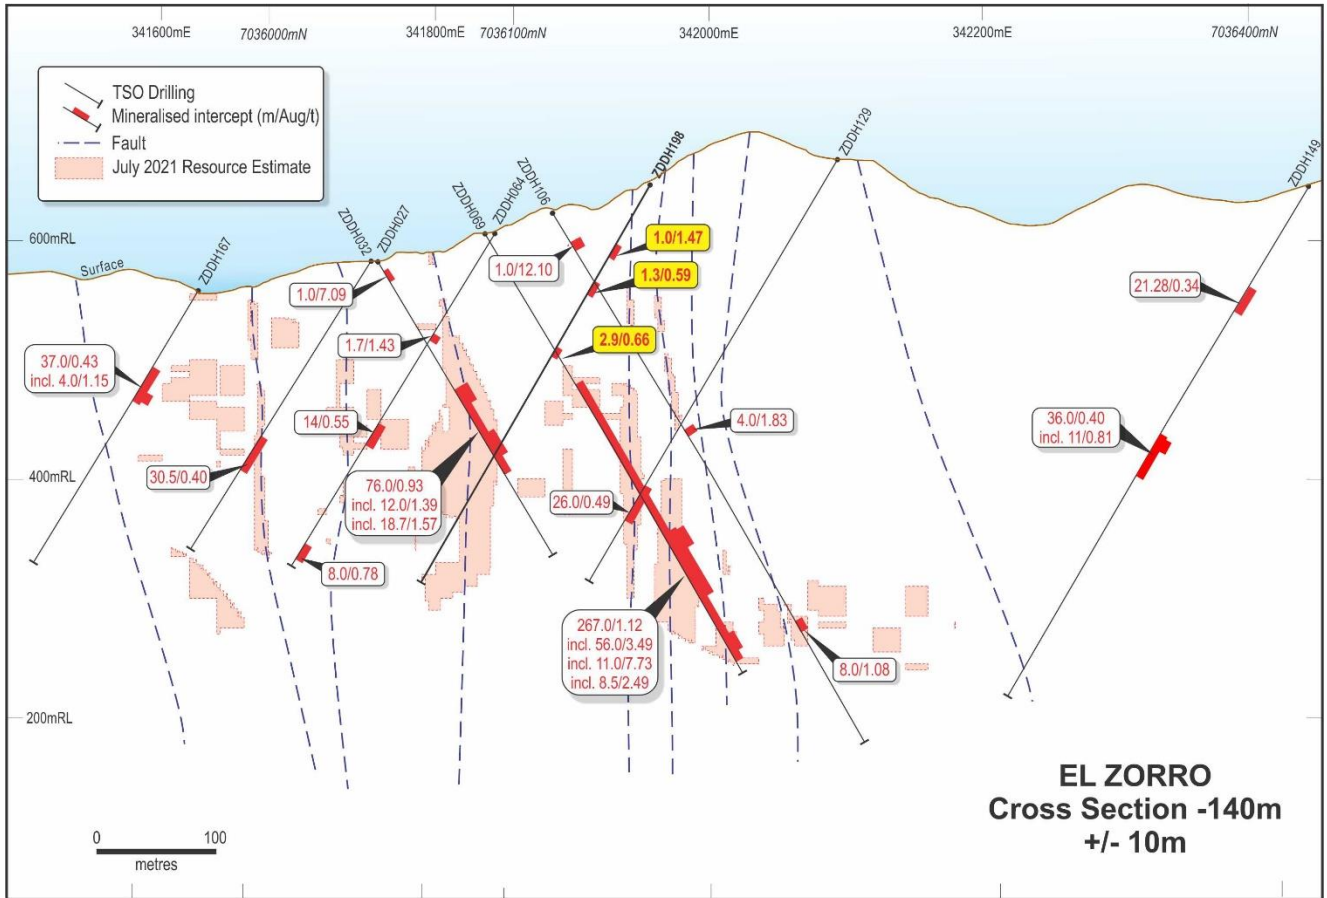 341600mE
7036000mN
341800mE
7036100mN
342000mE
342200mE
7036400mN
TSO Drilling
Mineralised intercept (m/Aug/t)
Fault
July 2021 Resource Estimate
ZDDH167
ZDDH032
ZDDH027
ZDDH069
ZDDH064
ZDDH106
ZDDH198
ZDDH129
ZDDH149
600mRL
Surface
1.0/12.10
1.0/1.47
1.3/0.59
1.0/7.09
21.28/0.34
1.7/1.43
2.9/0.66
37.0/0.43
incl. 4.0/1.15
14/0.55
4.0/1.83
36.0/0.40
incl. 11/0.81
400mRL
30.5/0.40
76.0/0.93
incl. 12.0/1.39
incl. 18.7/1.57
26.0/0.49
8.0/0.78
267.0/1.12
incl. 56.0/3.49
incl. 11.0/7.73
incl. 8.5/2.49
8.0/1.08
200mRL
EL ZORRO
Cross Section -140m
+/- 10m
0 100
metres